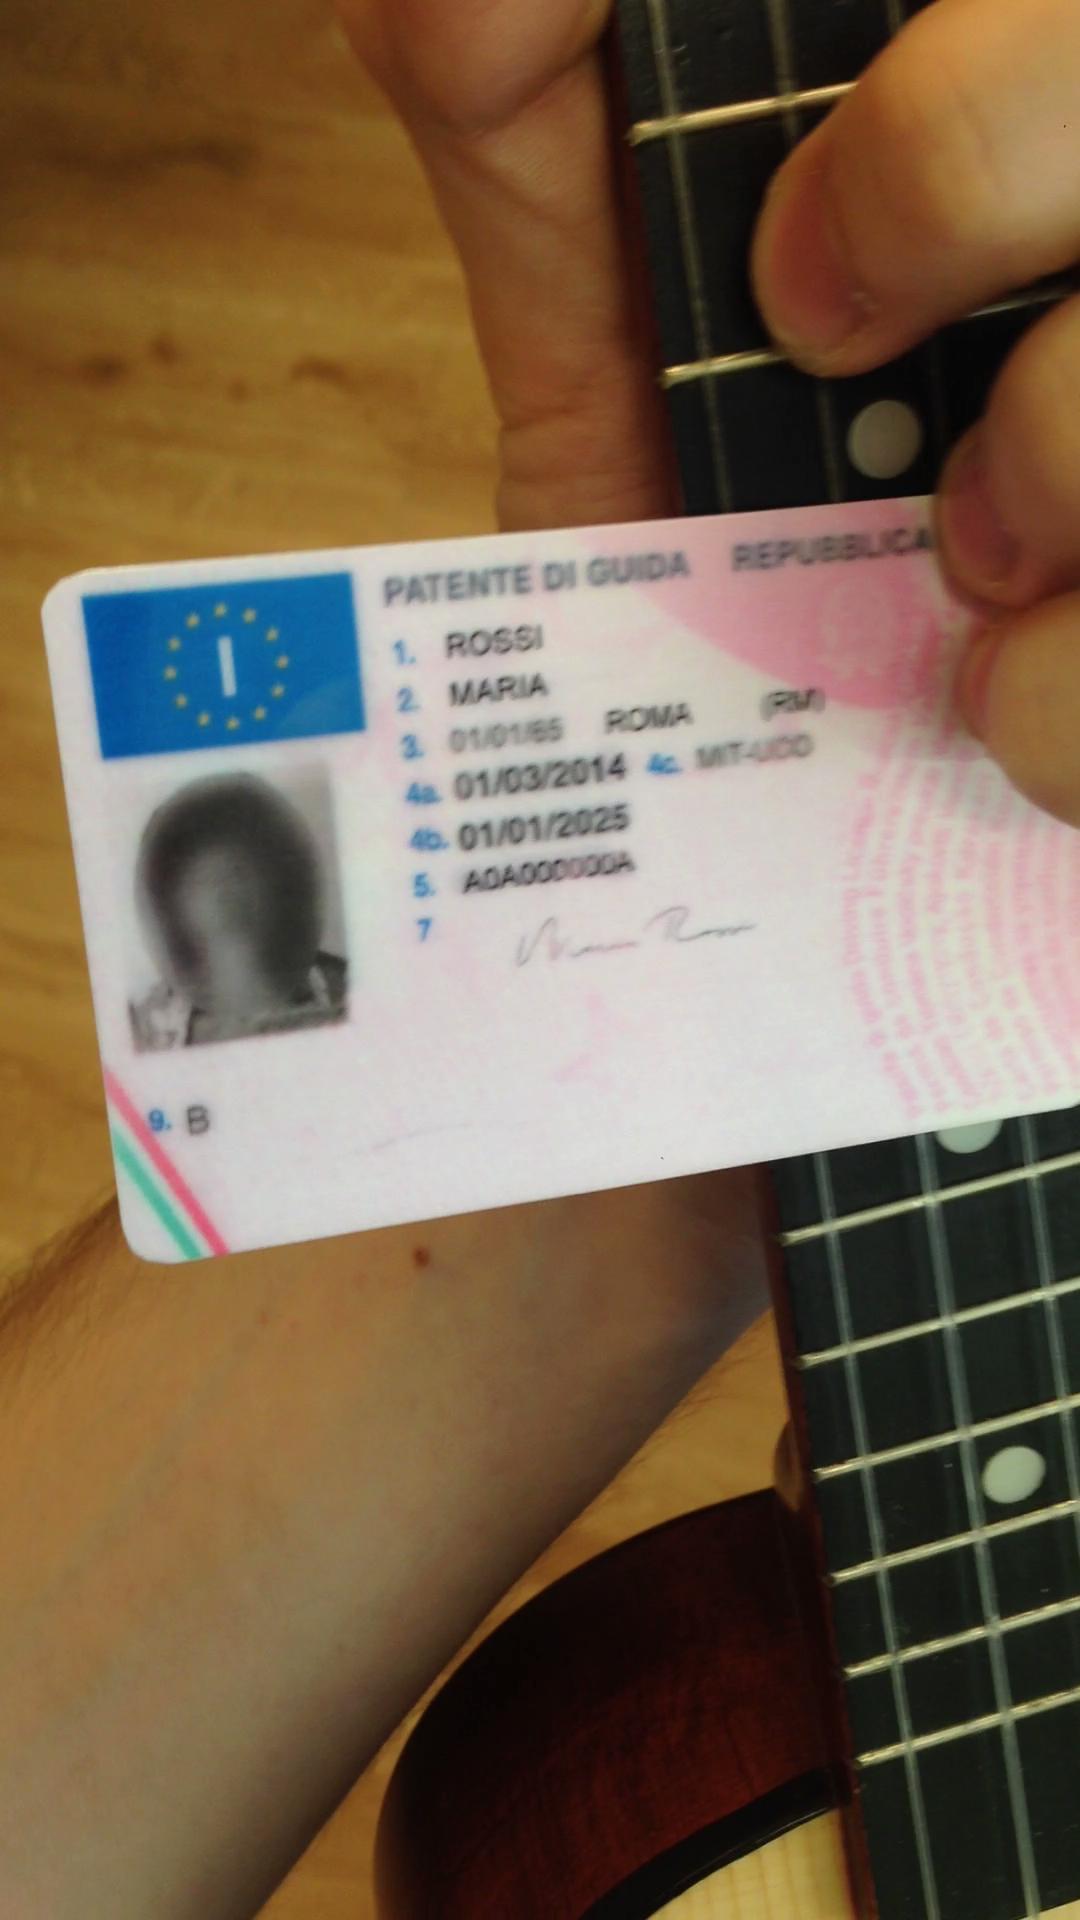 I
PATENTE DI GUIDA REPUBBLICA
1. ROSSI
2. MARIA
3. 01/01/65 ROMA (RM)
4a. 01/03/2014 4c. MIT-UCO
4b. 01/01/2025
5. A0A000000A
7
9. B